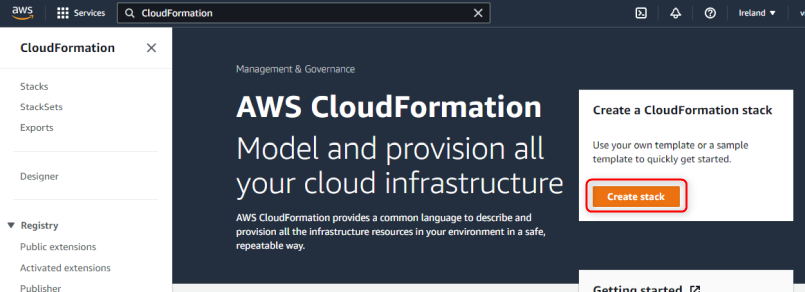 aws
Services
CloudFormation
Ireland
CloudFormation
Stacks
StackSets
Exports
Designer
Registry
Public extensions
Activated extensions
Publisher
Management & Governance
AWS CloudFormation
Model and provision all
your cloud infrastructure
AWS CloudFormation provides a common language to describe and
provision all the infrastructure resources in your environment in a safe,
repeatable way.
Create a CloudFormation stack
Use your own template or a sample
template to quickly get started.
Create stack
Getting started